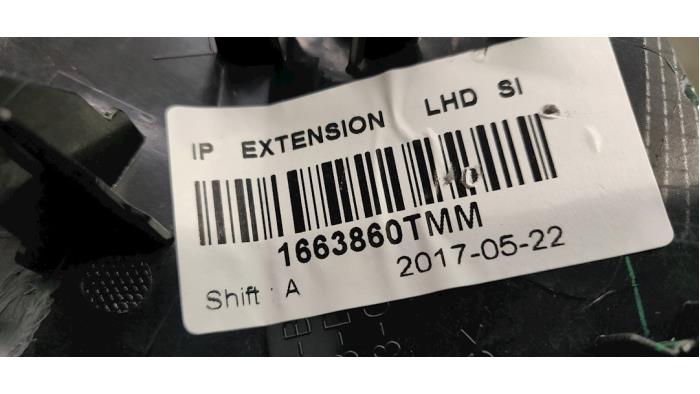 IP EXTENSION LHD SI
1663860TMM
2017-05-22
Shift : A